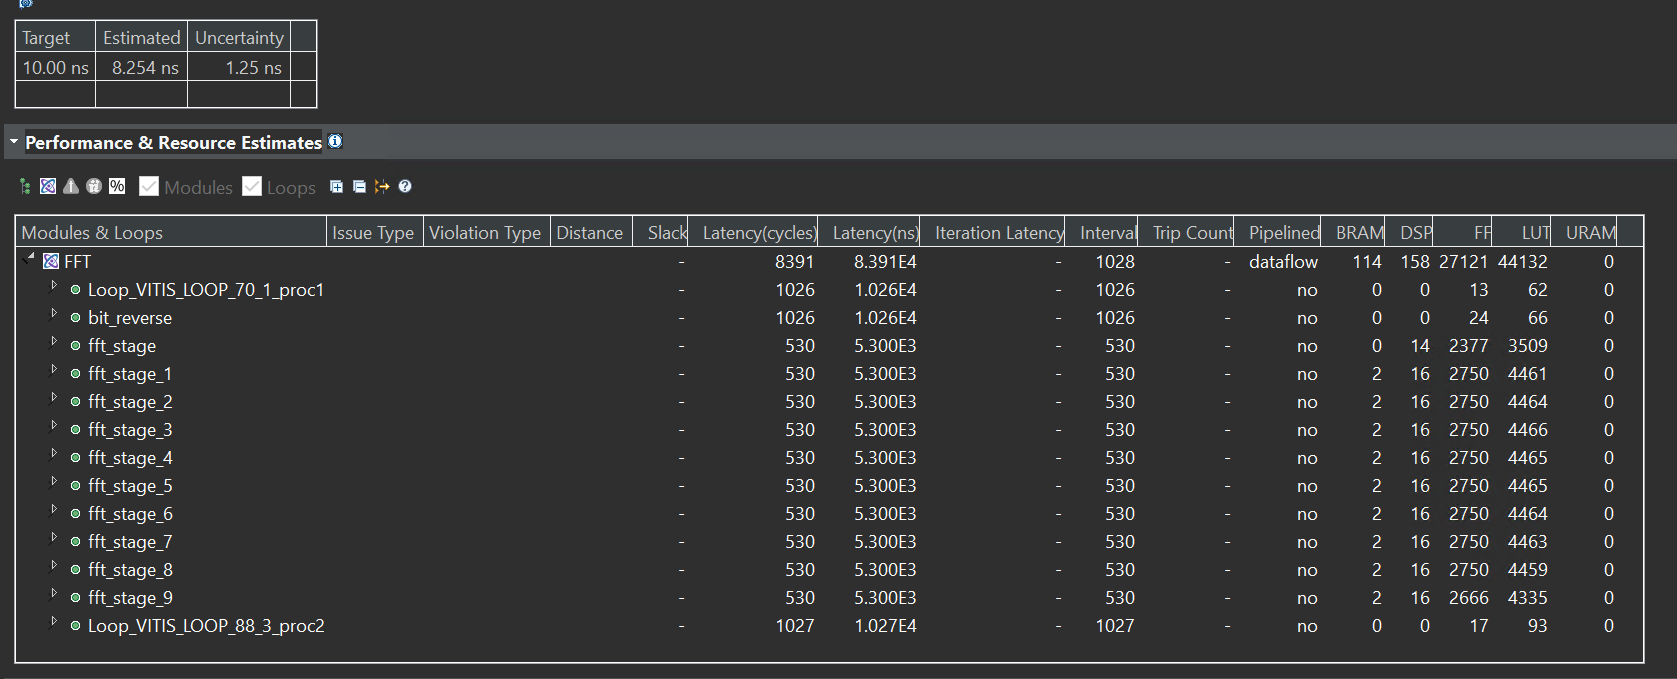 Target Estimated Uncertainty
10.00 ns 8.254 ns 1.25 ns
Performance & Resource Estimates
% Modules Loops
Modules & Loops Issue Type Violation Type Distance Slack Latency(cycles) Latency(ns) Iteration Latency Interval Trip Count Pipelined BRAM DSP FF LUT URAM
FFT - 8391 8.391E4 - 1028 - dataflow 114 158 27121 44132 0
Loop_VITIS_LOOP_70_1_proc1 - 1026 1.026E4 - 1026 - no 0 0 13 62 0
bit_reverse - 1026 1.026E4 - 1026 - no 0 0 24 66 0
fft_stage - 530 5.300E3 - 530 - no 0 14 2377 3509 0
fft_stage_1 - 530 5.300E3 - 530 - no 2 16 2750 4461 0
fft_stage_2 - 530 5.300E3 - 530 - no 2 16 2750 4464 0
fft_stage_3 - 530 5.300E3 - 530 - no 2 16 2750 4466 0
fft_stage_4 - 530 5.300E3 - 530 - no 2 16 2750 4465 0
fft_stage_5 - 530 5.300E3 - 530 - no 2 16 2750 4465 0
fft_stage_6 - 530 5.300E3 - 530 - no 2 16 2750 4464 0
fft_stage_7 - 530 5.300E3 - 530 - no 2 16 2750 4463 0
fft_stage_8 - 530 5.300E3 - 530 - no 2 16 2750 4459 0
fft_stage_9 - 530 5.300E3 - 530 - no 2 16 2666 4335 0
Loop_VITIS_LOOP_88_3_proc2 - 1027 1.027E4 - 1027 - no 0 0 17 93 0